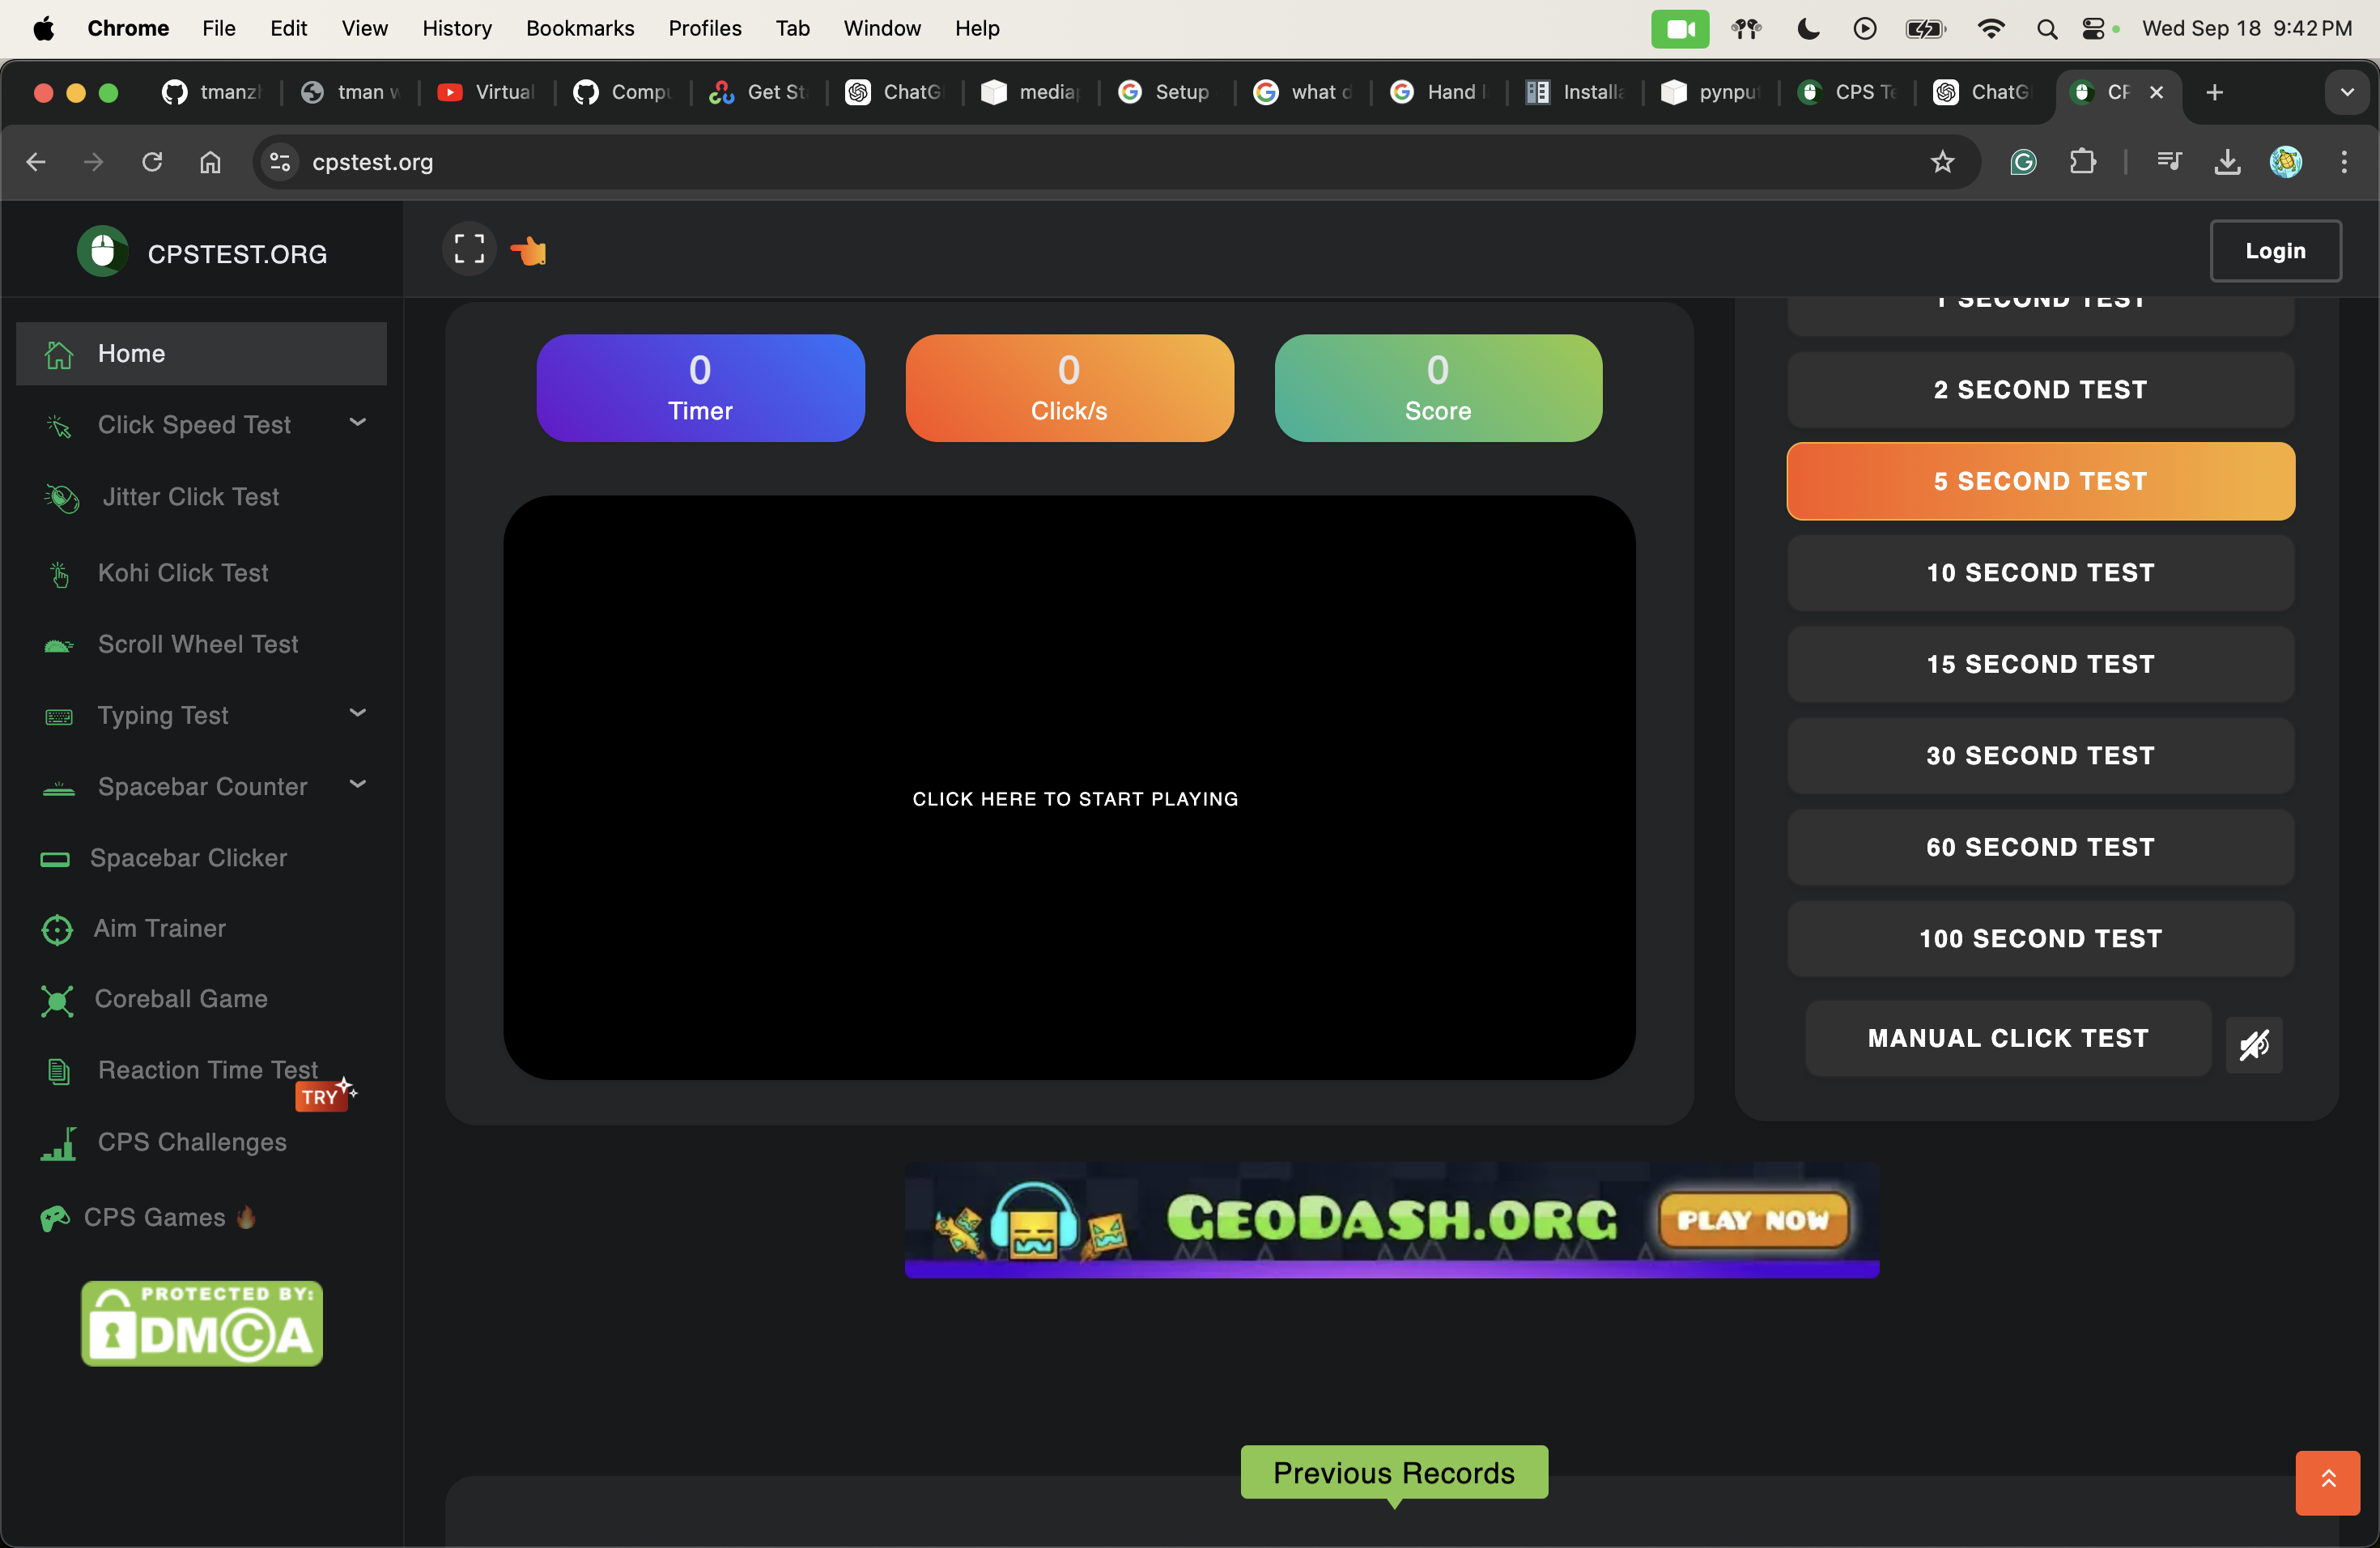 Chrome File Edit View History Bookmarks Profiles Tab Window Help Wed Sep 18 9:42 PM
tmanz tman w Virtual Comp Get St ChatG media Setup what d Hand Install pynput CPS Te ChatG CP
cpstest.org
CPSTEST.ORG
Login
Home
Click Speed Test
Jitter Click Test
Kohi Click Test
Scroll Wheel Test
Typing Test
Spacebar Counter
Spacebar Clicker
Aim Trainer
Coreball Game
Reaction Time Test
TRY
CPS Challenges
CPS Games
PROTECTED BY:
DMCA
0
Timer
0
Click/s
0
Score
CLICK HERE TO START PLAYING
1 SECOND TEST
2 SECOND TEST
5 SECOND TEST
10 SECOND TEST
15 SECOND TEST
30 SECOND TEST
60 SECOND TEST
100 SECOND TEST
MANUAL CLICK TEST
GEODASH.ORG
PLAY NOW
Previous Records